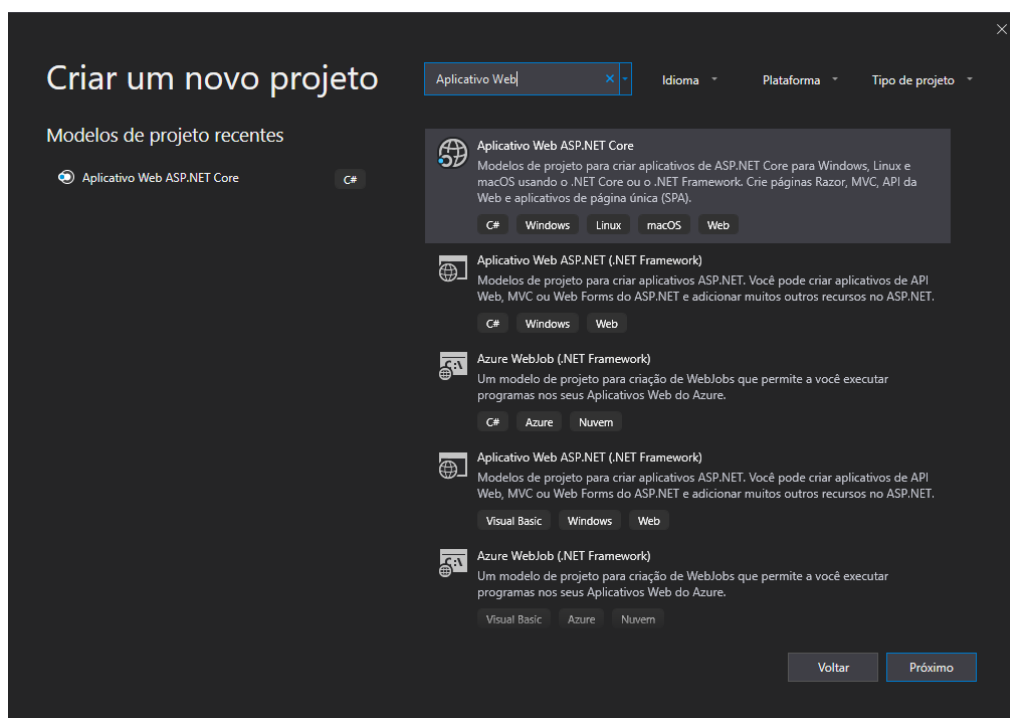 Criar um novo projeto
Aplicativo Web
Idioma
Plataforma
Tipo de projeto
Modelos de projeto recentes
Aplicativo Web ASP.NET Core
C#
Aplicativo Web ASP.NET Core
Modelos de projeto para criar aplicativos de ASP.NET Core para Windows, Linux e
macOS usando o .NET Core ou o .NET Framework. Crie páginas Razor, MVC, API da
Web e aplicativos de página única (SPA).
C# Windows Linux macOS Web
Aplicativo Web ASP.NET (.NET Framework)
Modelos de projeto para criar aplicativos ASP.NET. Você pode criar aplicativos de API
Web, MVC ou Web Forms do ASP.NET e adicionar muitos outros recursos no ASP.NET.
C# Windows Web
Azure WebJob (.NET Framework)
Um modelo de projeto para criação de WebJobs que permite a você executar
programas nos seus Aplicativos Web do Azure.
C# Azure Nuvem
Aplicativo Web ASP.NET (.NET Framework)
Modelos de projeto para criar aplicativos ASP.NET. Você pode criar aplicativos de API
Web, MVC ou Web Forms do ASP.NET e adicionar muitos outros recursos no ASP.NET.
Visual Basic Windows Web
Azure WebJob (.NET Framework)
Um modelo de projeto para criação de WebJobs que permite a você executar
programas nos seus Aplicativos Web do Azure.
Visual Basic Azure Nuvem
Voltar
Próximo